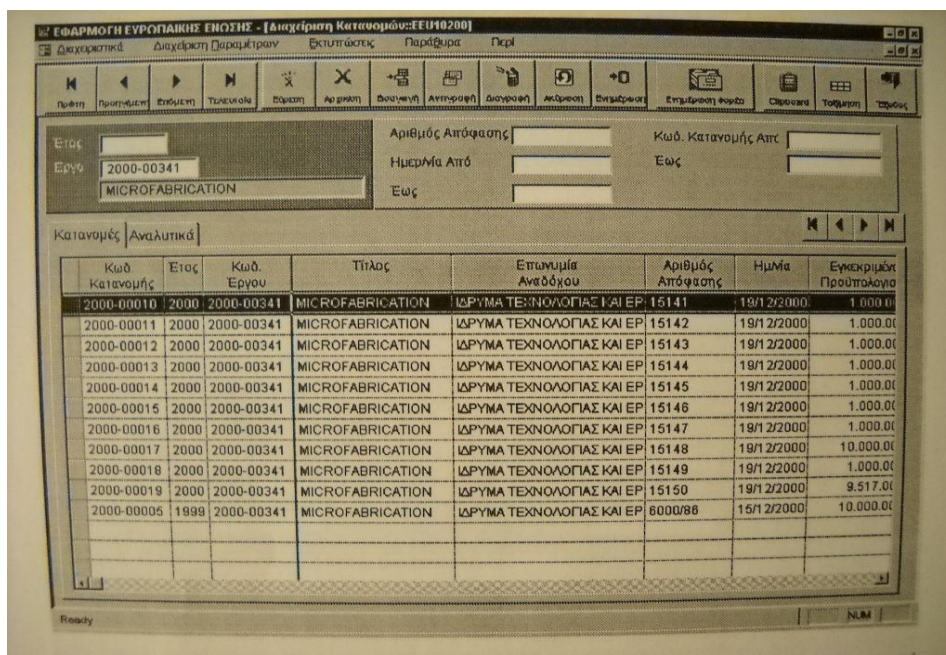 ΕΦΑΡΜΟΓΗ ΕΥΡΩΠΑΙΚΗΣ ΕΝΩΣΗΣ - [Διαχείριση Κατανομών::EEU10200]
Διαχειριστικά Διαχείριση Παραμέτρων Εκτυπώσεις Παράθυρα Περί
Πρώτη Προηγούμενη Επόμενη Τελευταία Εύρεση Αρχικοπ Εισαγωγή Αντιγραφή Διαγραφή Ακύρωση Ενημέρωση Ενημέρωση Φορέα Clipboard Ταξίμηση Έξοδος
Έτος
Έργο 2000-00341
MICROFABRICATION
Αριθμός Απόφασης
Ημερ/νία Από
Έως
Κωδ. Κατανομής Από
Έως
Κατανομές Αναλυτικά
Κωδ Κατανομής Έτος Κωδ. Έργου Τίτλος Επωνυμία Αναδόχου Αριθμός Απόφασης Ημ/νία Εγκεκριμέν Προϋπολογισ
2000-00010 2000 2000-00341 MICROFABRICATION ΙΔΡΥΜΑ ΤΕΧΝΟΛΟΓΙΑΣ ΚΑΙ ΕΡ 15141 19/12/2000 1.000.0
2000-00011 2000 2000-00341 MICROFABRICATION ΙΔΡΥΜΑ ΤΕΧΝΟΛΟΓΙΑΣ ΚΑΙ ΕΡ 15142 19/12/2000 1.000.00
2000-00012 2000 2000-00341 MICROFABRICATION ΙΔΡΥΜΑ ΤΕΧΝΟΛΟΓΙΑΣ ΚΑΙ ΕΡ 15143 19/12/2000 1.000.00
2000-00013 2000 2000-00341 MICROFABRICATION ΙΔΡΥΜΑ ΤΕΧΝΟΛΟΓΙΑΣ ΚΑΙ ΕΡ 15144 19/12/2000 1.000.00
2000-00014 2000 2000-00341 MICROFABRICATION ΙΔΡΥΜΑ ΤΕΧΝΟΛΟΓΙΑΣ ΚΑΙ ΕΡ 15145 19/12/2000 1.000.00
2000-00015 2000 2000-00341 MICROFABRICATION ΙΔΡΥΜΑ ΤΕΧΝΟΛΟΓΙΑΣ ΚΑΙ ΕΡ 15146 19/12/2000 1.000.00
2000-00016 2000 2000-00341 MICROFABRICATION ΙΔΡΥΜΑ ΤΕΧΝΟΛΟΓΙΑΣ ΚΑΙ ΕΡ 15147 19/12/2000 1.000.00
2000-00017 2000 2000-00341 MICROFABRICATION ΙΔΡΥΜΑ ΤΕΧΝΟΛΟΓΙΑΣ ΚΑΙ ΕΡ 15148 19/12/2000 10.000.00
2000-00018 2000 2000-00341 MICROFABRICATION ΙΔΡΥΜΑ ΤΕΧΝΟΛΟΓΙΑΣ ΚΑΙ ΕΡ 15149 19/12/2000 1.000.00
2000-00019 2000 2000-00341 MICROFABRICATION ΙΔΡΥΜΑ ΤΕΧΝΟΛΟΓΙΑΣ ΚΑΙ ΕΡ 15150 19/12/2000 9.517.00
2000-00005 1999 2000-00341 MICROFABRICATION ΙΔΡΥΜΑ ΤΕΧΝΟΛΟΓΙΑΣ ΚΑΙ ΕΡ 6000/86 15/12/2000 10.000.00
Ready NUM